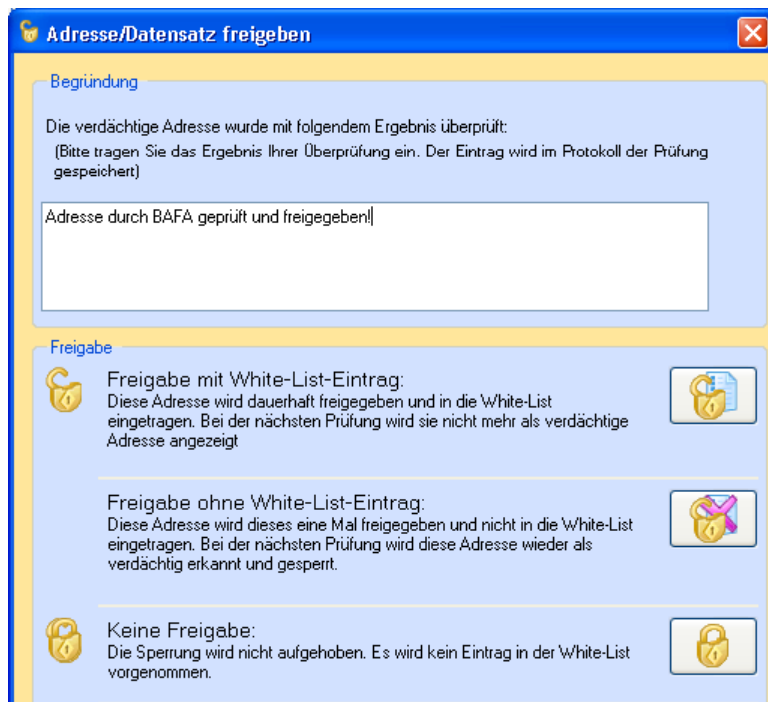 Adresse/Datensatz freigeben
Begründung
Die verdächtige Adresse wurde mit folgendem Ergebnis überprüft:
(Bitte tragen Sie das Ergebnis Ihrer Überprüfung ein. Der Eintrag wird im Protokoll der Prüfung
gespeichert)
Adresse durch BAFA geprüft und freigegeben!
Freigabe
Freigabe mit White-List-Eintrag:
Diese Adresse wird dauerhaft freigegeben und in die White-List
eingetragen. Bei der nächsten Prüfung wird sie nicht mehr als verdächtige
Adresse angezeigt
Freigabe ohne White-List-Eintrag:
Diese Adresse wird dieses eine Mal freigegeben und nicht in die White-List
eingetragen. Bei der nächsten Prüfung wird diese Adresse wieder als
verdächtig erkannt und gesperrt.
Keine Freigabe:
Die Sperrung wird nicht aufgehoben. Es wird kein Eintrag in der White-List
vorgenommen.